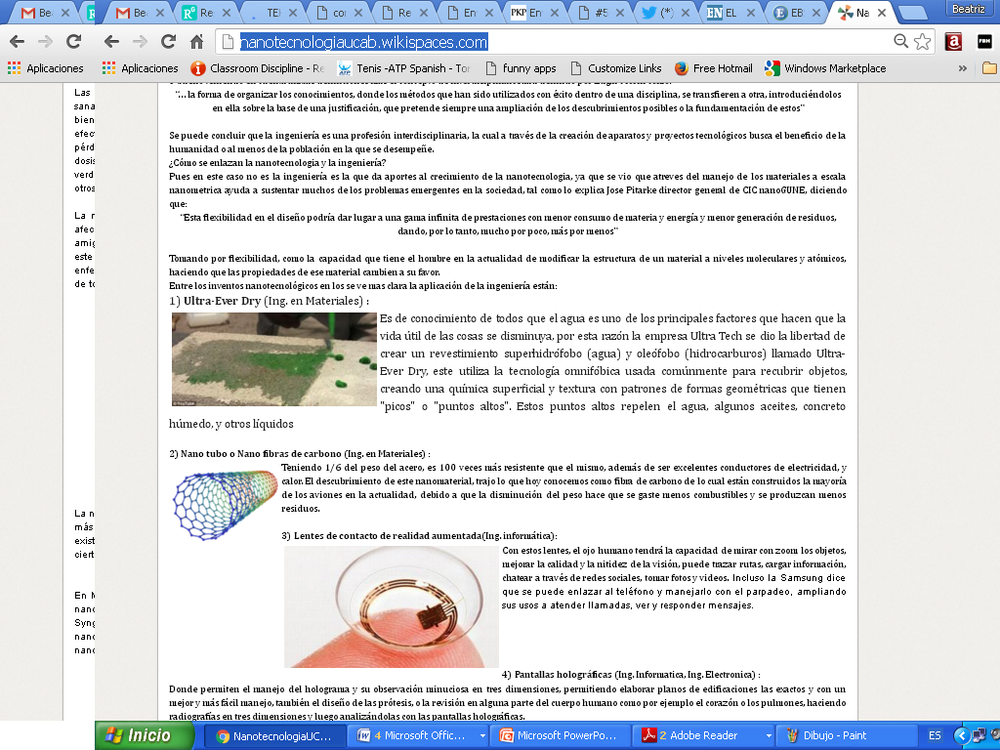 Beatriz
Be
Be
Re
TEI
cor
Re
En
PKP En
#5
(*)
EN EL
EB
Na
nanotecnologiaucab.wikispaces.com
Aplicaciones
Aplicaciones
Classroom Discipline - Re
Tenis -ATP Spanish - Tor
funny apps
Customize Links
Free Hotmail
Windows Marketplace
»
Las
sana
bien
efec
pérd
dosis
verd
otros
La n
afec
amig
este
enfe
de to
La n
más
exist
ciert
En M
nano
Syng
nano
nano
"... la forma de organizar los conocimientos, donde los métodos que han sido utilizados con éxito dentro de una disciplina, se transfieren a otra, introduciéndolos
en ella sobre la base de una justificación, que pretende siempre una ampliación de los descubrimientos posibles o la fundamentación de estos"
Se puede concluir que la ingeniería es una profesión interdisciplinaria, la cual a través de la creación de aparatos y proyectos tecnológicos busca el beneficio de la
humanidad o al menos de la población en la que se desempeñe.
¿Cómo se enlazan la nanotecnología y la ingeniería?
Pues en este caso no es la ingeniería es la que da aportes al crecimiento de la nanotecnología, ya que se vio que atreves del manejo de los materiales a escala
nanometrica ayuda a sustentar muchos de los problemas emergentes en la sociedad, tal como lo explica Jose Pitarke director general de CIC nanoGUNE, diciendo
que:
"Esta flexibilidad en el diseño podría dar lugar a una gama infinita de prestaciones con menor consumo de materia y energía y menor generación de residuos,
dando, por lo tanto, mucho por poco, más por menos"
Tomando por flexibilidad, como la capacidad que tiene el hombre en la actualidad de modificar la estructura de un material a niveles moleculares y atómicos,
haciendo que las propiedades de ese material cambien a su favor.
Entre los inventos nanotecnológicos en los se ve mas clara la aplicación de la ingeniería están:
1) Ultra-Ever Dry (Ing. en Materiales) :
Es de conocimiento de todos que el agua es uno de los principales factores que hacen que la
vida útil de las cosas se disminuya, por esta razón la empresa Ultra Tech se dio la libertad de
crear un revestimiento superhidrófobo (agua) y oleófobo (hidrocarburos) llamado Ultra-
Ever Dry, este utiliza la tecnología omnifóbica usada comúnmente para recubrir objetos,
creando una química superficial y textura con patrones de formas geométricas que tienen
"picos" o "puntos altos". Estos puntos altos repelen el agua, algunos aceites, concreto
húmedo, y otros líquidos
2) Nano tubo o Nano fibras de carbono (Ing. en Materiales) :
Teniendo 1/6 del peso del acero, es 100 veces más resistente que el mismo, además de ser excelentes conductores de electricidad, y
calor. El descubrimiento de este nanomaterial, trajo lo que hoy conocemos como fibra de carbono de lo cual están construidos la mayoría
de los aviones en la actualidad, debido a que la disminución del peso hace que se gaste menos combustibles y se produzcan menos
residuos.
3) Lentes de contacto de realidad aumentada(Ing. informática):
Con estos lentes, el ojo humano tendrá la capacidad de mirar con zoom los objetos,
mejorar la calidad y la nitidez de la visión, puede trazar rutas, cargar información,
chatear a través de redes sociales, tomar fotos y videos. Incluso la Samsung dice
que se puede enlazar al teléfono y manejarlo con el parpadeo, ampliando
sus usos a atender llamadas, ver y responder mensajes.
4) Pantallas holográficas (Ing. Informatica, Ing. Electronica) :
Donde permiten el manejo del holograma y su observación minuciosa en tres dimensiones, permitiendo elaborar planos de edificaciones las exactos y con un
mejor y más fácil manejo, también el diseño de las prótesis, o la revisión en alguna parte del cuerpo humano como por ejemplo el corazón o los pulmones, haciendo
radiografías en tres dimensiones y luego analizándolas con las pantallas holográficas.
Inicio
NanotecnologiaUC...
4 Microsoft Offic...
Microsoft PowerPo...
2 Adobe Reader
Dibujo - Paint
ES